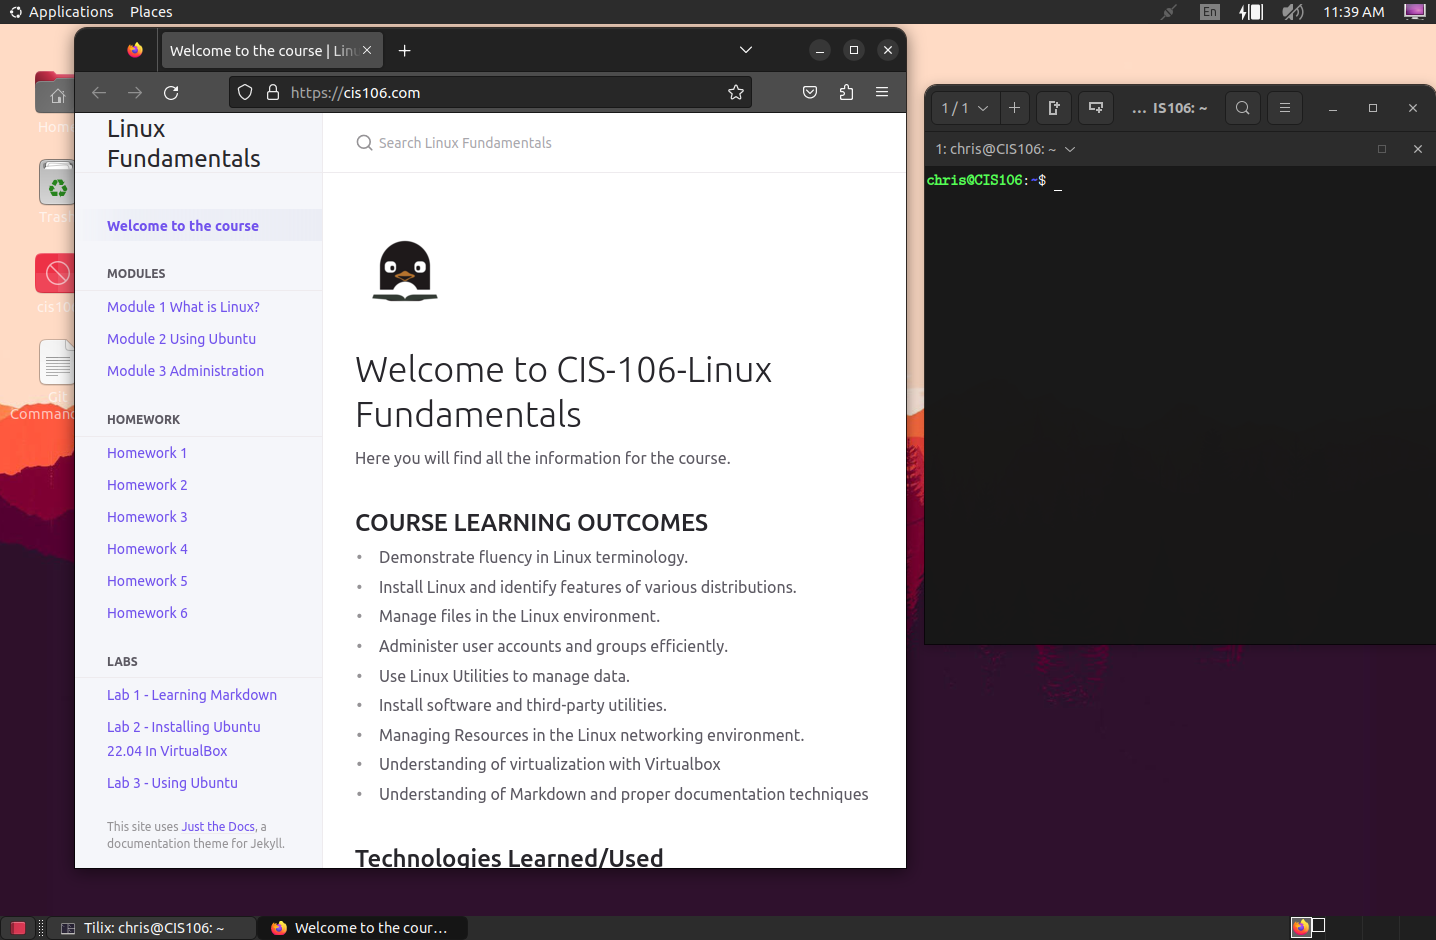 Applications Places
En
11:39 AM
Welcome to the course | Linu
https://cis106.com
Linux
Fundamentals
Search Linux Fundamentals
Welcome to the course
MODULES
Module 1 What is Linux?
Module 2 Using Ubuntu
Module 3 Administration
HOMEWORK
Homework 1
Homework 2
Homework 3
Homework 4
Homework 5
Homework 6
LABS
Lab 1 - Learning Markdown
Lab 2 - Installing Ubuntu
22.04 In VirtualBox
Lab 3 - Using Ubuntu
This site uses Just the Docs, a
documentation theme for Jekyll.
Welcome to CIS-106-Linux
Fundamentals
Here you will find all the information for the course.
COURSE LEARNING OUTCOMES
• Demonstrate fluency in Linux terminology.
• Install Linux and identify features of various distributions.
• Manage files in the Linux environment.
• Administer user accounts and groups efficiently.
• Use Linux Utilities to manage data.
• Install software and third-party utilities.
• Managing Resources in the Linux networking environment.
• Understanding of virtualization with Virtualbox
• Understanding of Markdown and proper documentation techniques
Technologies Learned/Used
Home
Trash
cis10
Git
Command
1 / 1
... IS106: ~
1: chris@CIS106: ~
chris@CIS106:~$ _
Tilix: chris@CIS106: ~
Welcome to the cour...